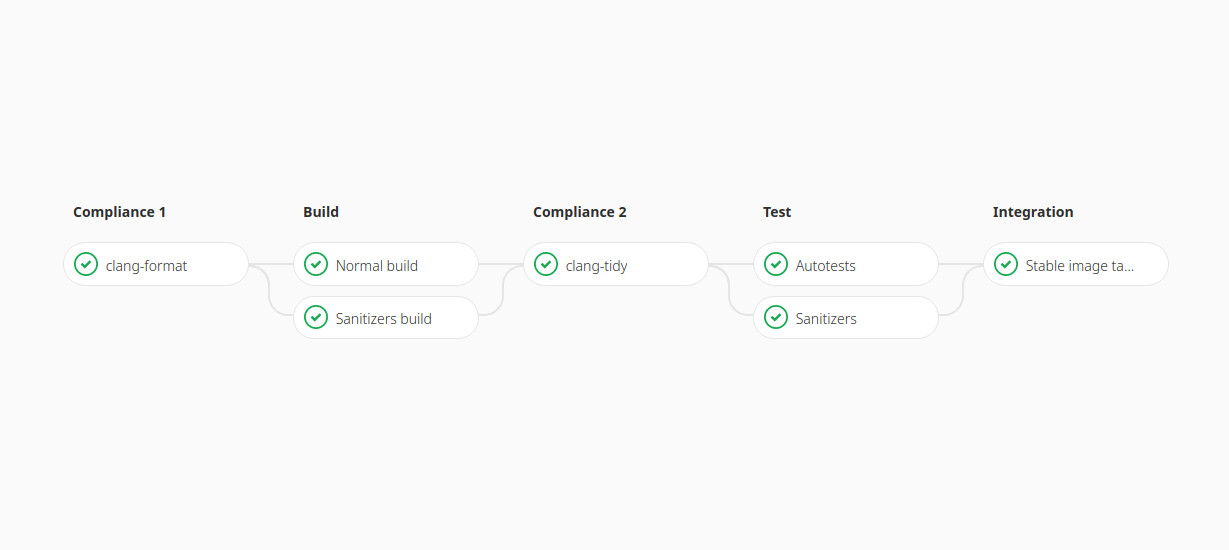 Compliance 1
Build
Compliance 2
Test
Integration
clang-format
Normal build
clang-tidy
Autotests
Stable image ta...
Sanitizers build
Sanitizers